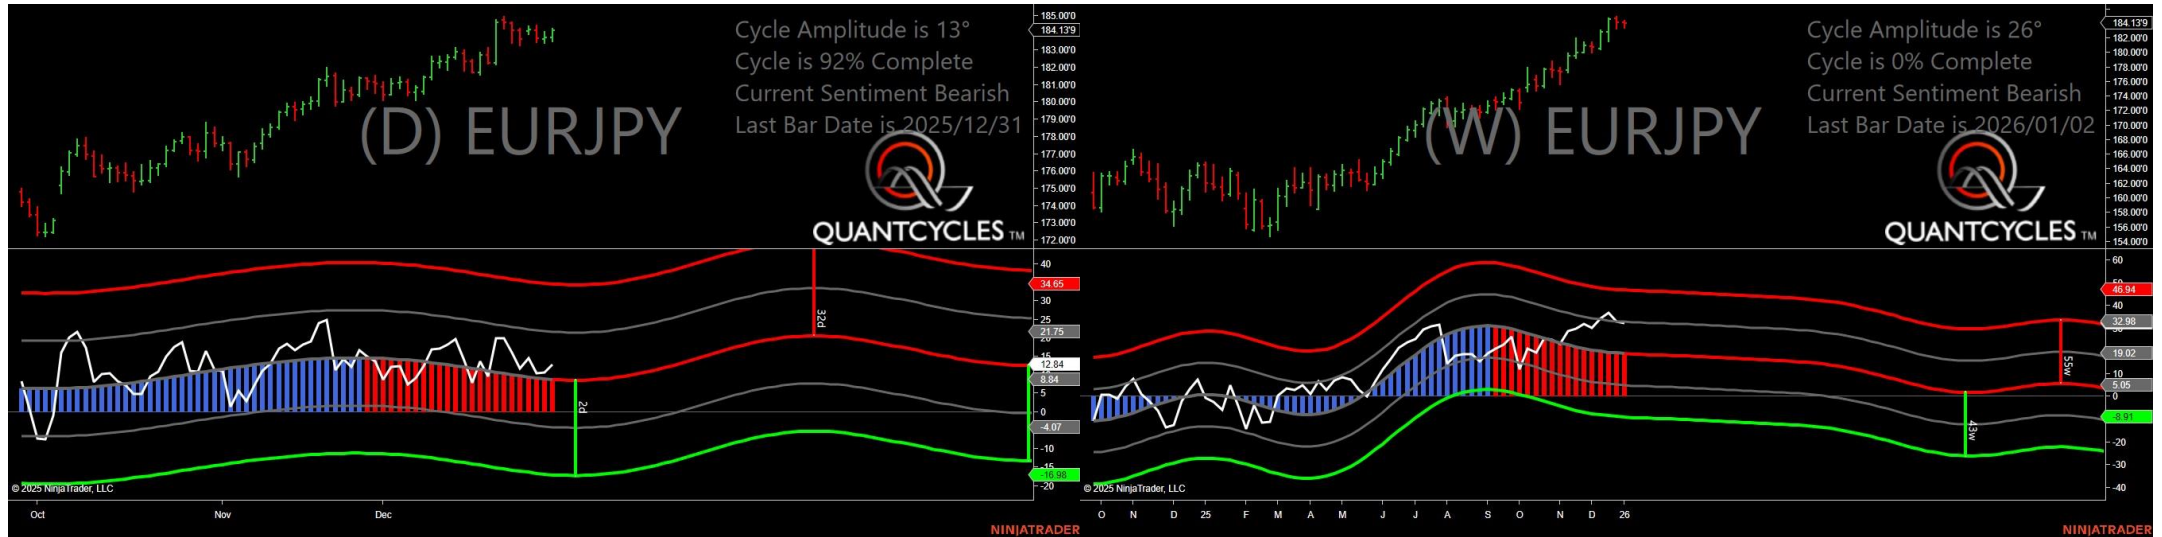 Cycle Amplitude is 13°
Cycle is 92% Complete
Current Sentiment Bearish
Last Bar Date is 2025/12/31
(D) EURJPY
QUANTCYCLES TM
185.00'0
184.13'9
183.00'0
182.00'0
181.00'0
180.00'0
179.00'0
178.00'0
177.00'0
176.00'0
175.00'0
174.00'0
173.00'0
172.00'0
40
34.65
30
25
21.75
12.84
8.84
5
0
-4.07
-10
-16.98
-20
32d
2d
© 2025 NinjaTrader, LLC
Oct Nov Dec
NINJATRADER
Cycle Amplitude is 26°
Cycle is 0% Complete
Current Sentiment Bearish
Last Bar Date is 2026/01/02
(W) EURJPY
QUANTCYCLES TM
184.13'9
182.00'0
180.00'0
178.00'0
176.00'0
174.00'0
172.00'0
170.00'0
168.00'0
166.00'0
164.00'0
162.00'0
160.00'0
158.00'0
156.00'0
154.00'0
60
50
46.94
40
32.98
19.02
10
5.05
0
-8.91
-20
-30
-40
55w
43w
© 2025 NinjaTrader, LLC
O N D 25 F M A M J J A S O N D 26
NINJATRADER